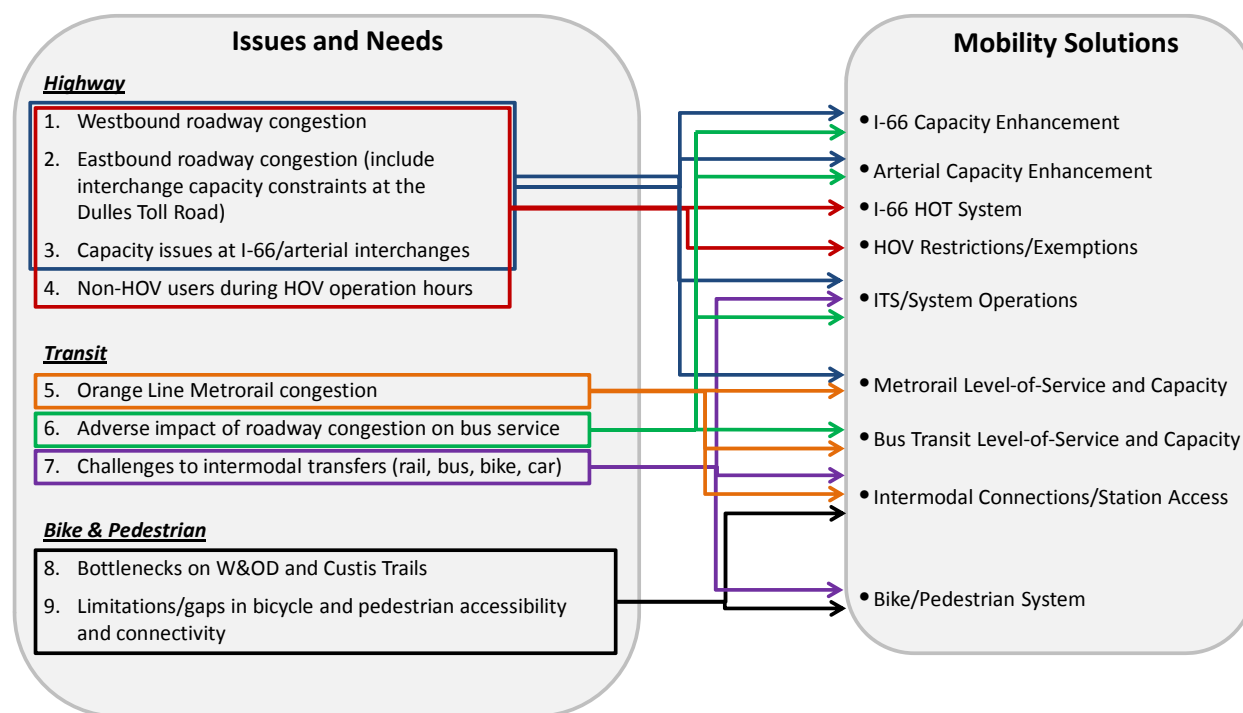 Issues and Needs
Highway
1. Westbound roadway congestion
2. Eastbound roadway congestion (include
interchange capacity constraints at the
Dulles Toll Road)
3. Capacity issues at I-66/arterial interchanges
4. Non-HOV users during HOV operation hours
Transit
5. Orange Line Metrorail congestion
6. Adverse impact of roadway congestion on bus service
7. Challenges to intermodal transfers (rail, bus, bike, car)
Bike & Pedestrian
8. Bottlenecks on W&OD and Custis Trails
9. Limitations/gaps in bicycle and pedestrian accessibility
and connectivity
Mobility Solutions
• I-66 Capacity Enhancement
• Arterial Capacity Enhancement
• I-66 HOT System
• HOV Restrictions/Exemptions
• ITS/System Operations
• Metrorail Level-of-Service and Capacity
• Bus Transit Level-of-Service and Capacity
• Intermodal Connections/Station Access
• Bike/Pedestrian System